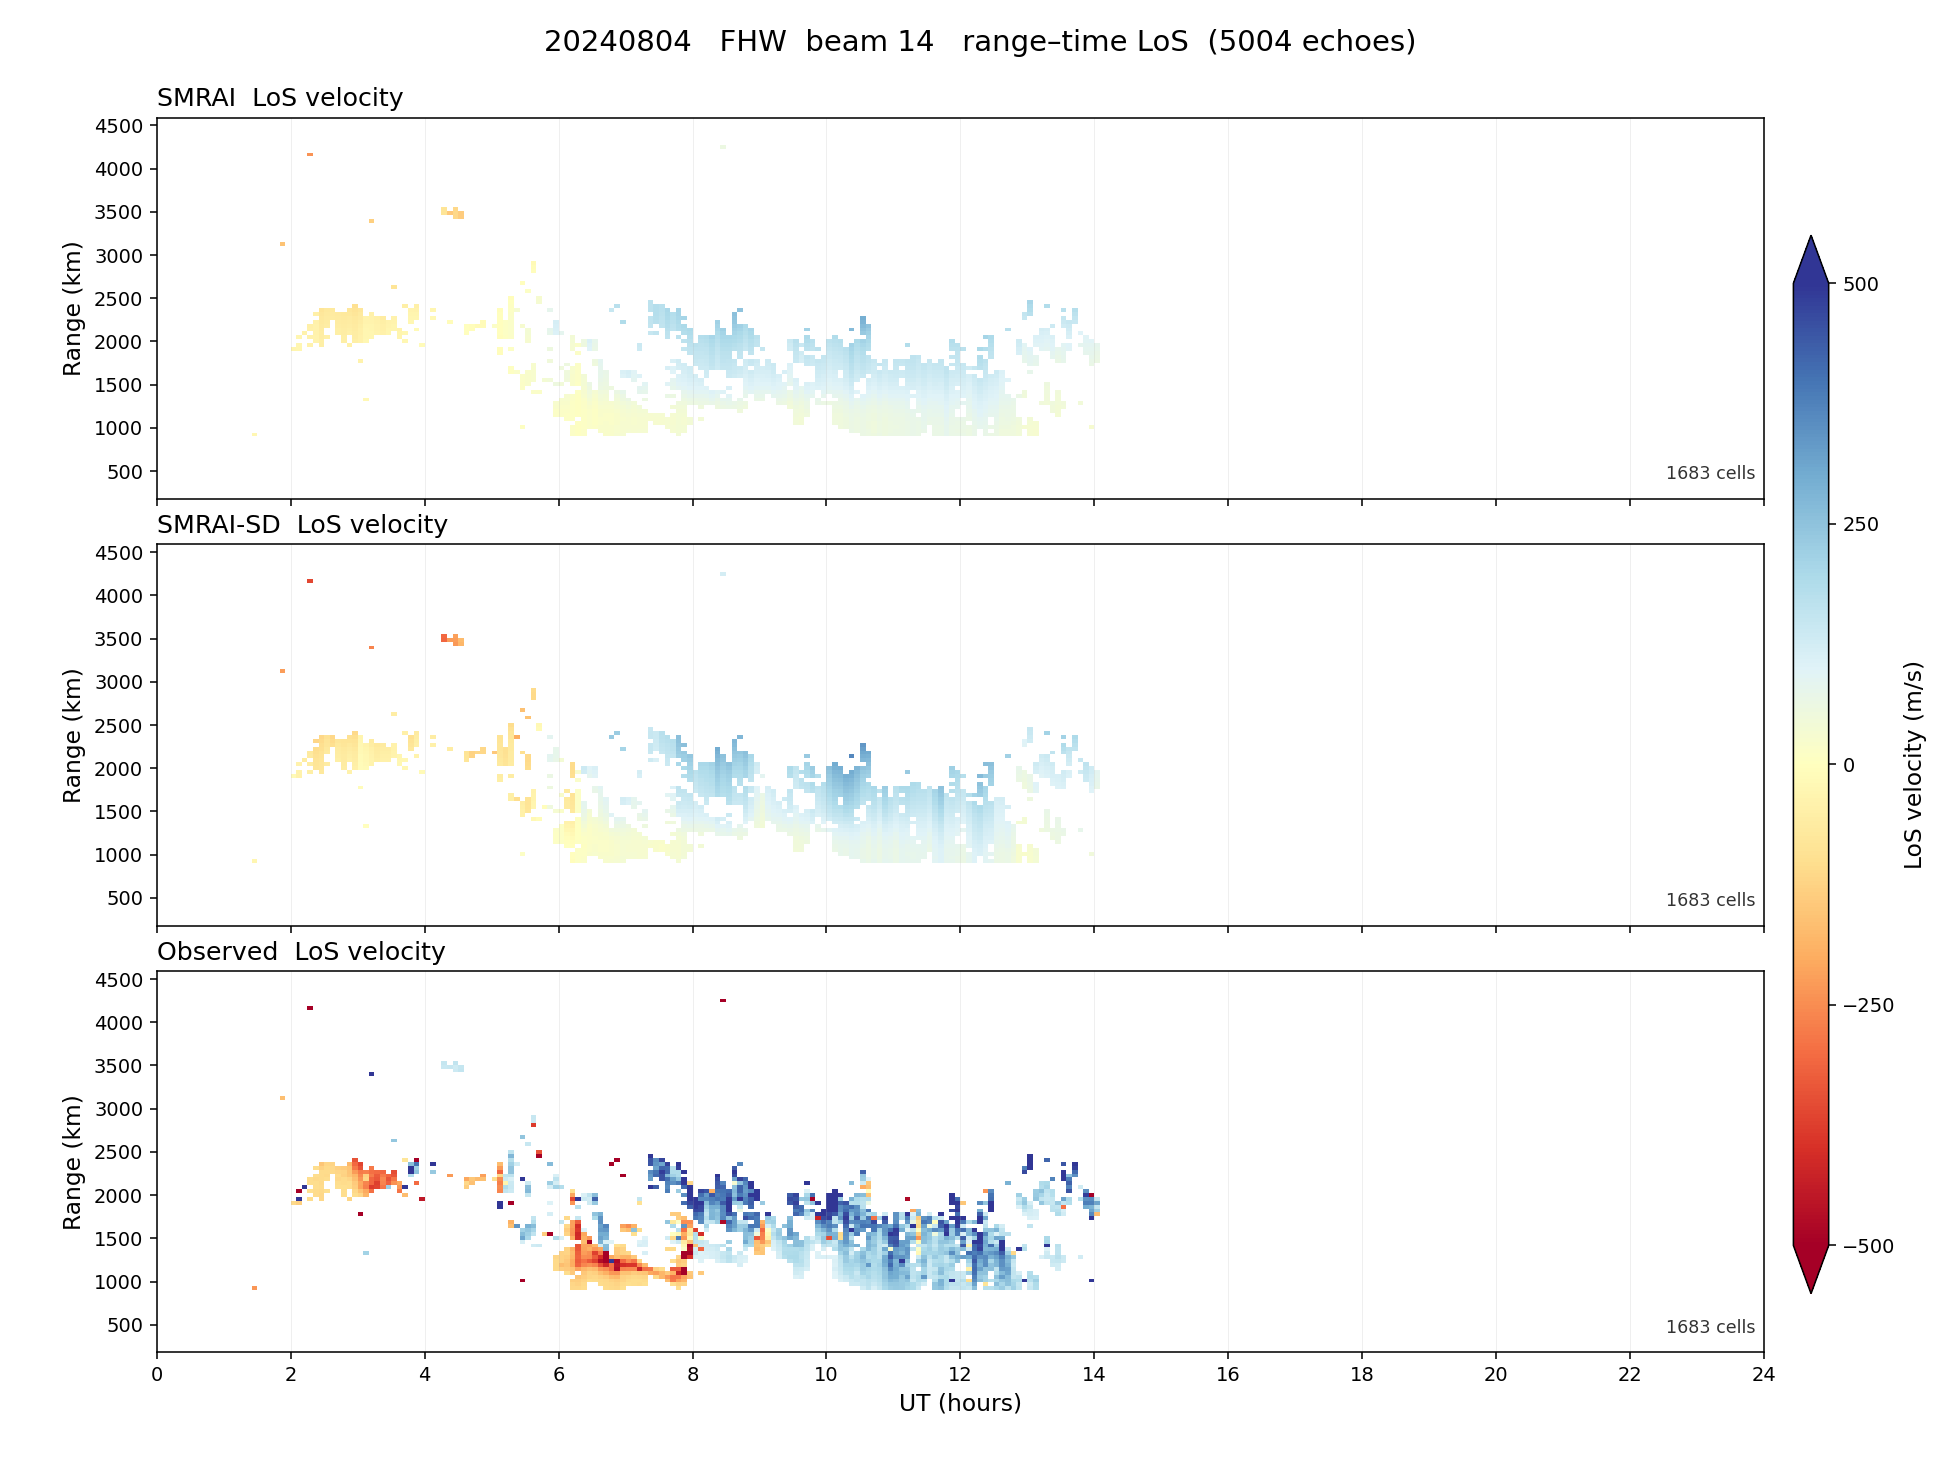 20240804   FHW  beam 14   range–time LoS  (5004 echoes)
SMRAI  LoS velocity
4500
4000
3500
3000
2500
2000
1500
1000
500
Range (km)
1683 cells
SMRAI-SD  LoS velocity
4500
4000
3500
3000
2500
2000
1500
1000
500
Range (km)
1683 cells
Observed  LoS velocity
4500
4000
3500
3000
2500
2000
1500
1000
500
Range (km)
1683 cells
0 2 4 6 8 10 12 14 16 18 20 22 24
UT (hours)
500
250
0
−250
−500
LoS velocity (m/s)